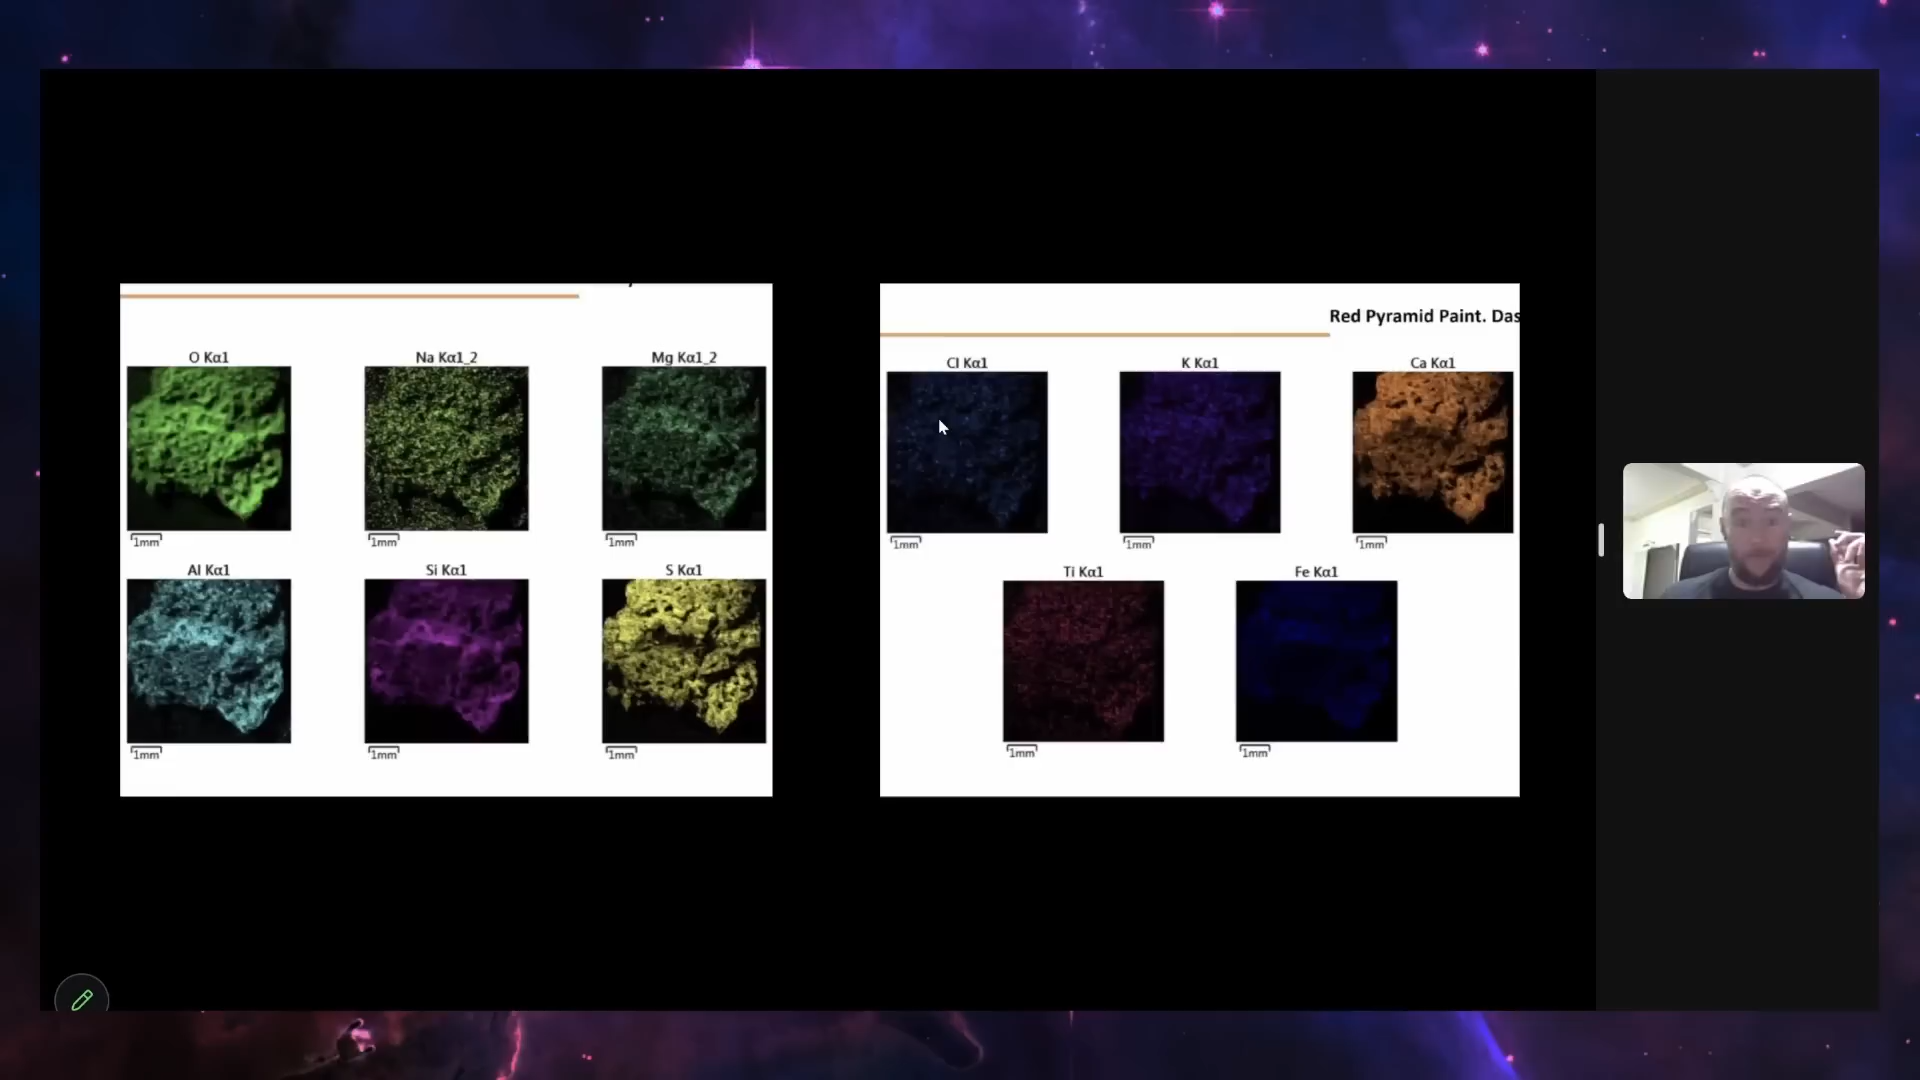 O Kα1
Na Kα1_2
Mg Kα1_2
1mm
1mm
1mm
Al Kα1
Si Kα1
S Kα1
1mm
1mm
1mm
Red Pyramid Paint. Das
Cl Kα1
K Kα1
Ca Kα1
1mm
1mm
1mm
Ti Kα1
Fe Kα1
1mm
1mm